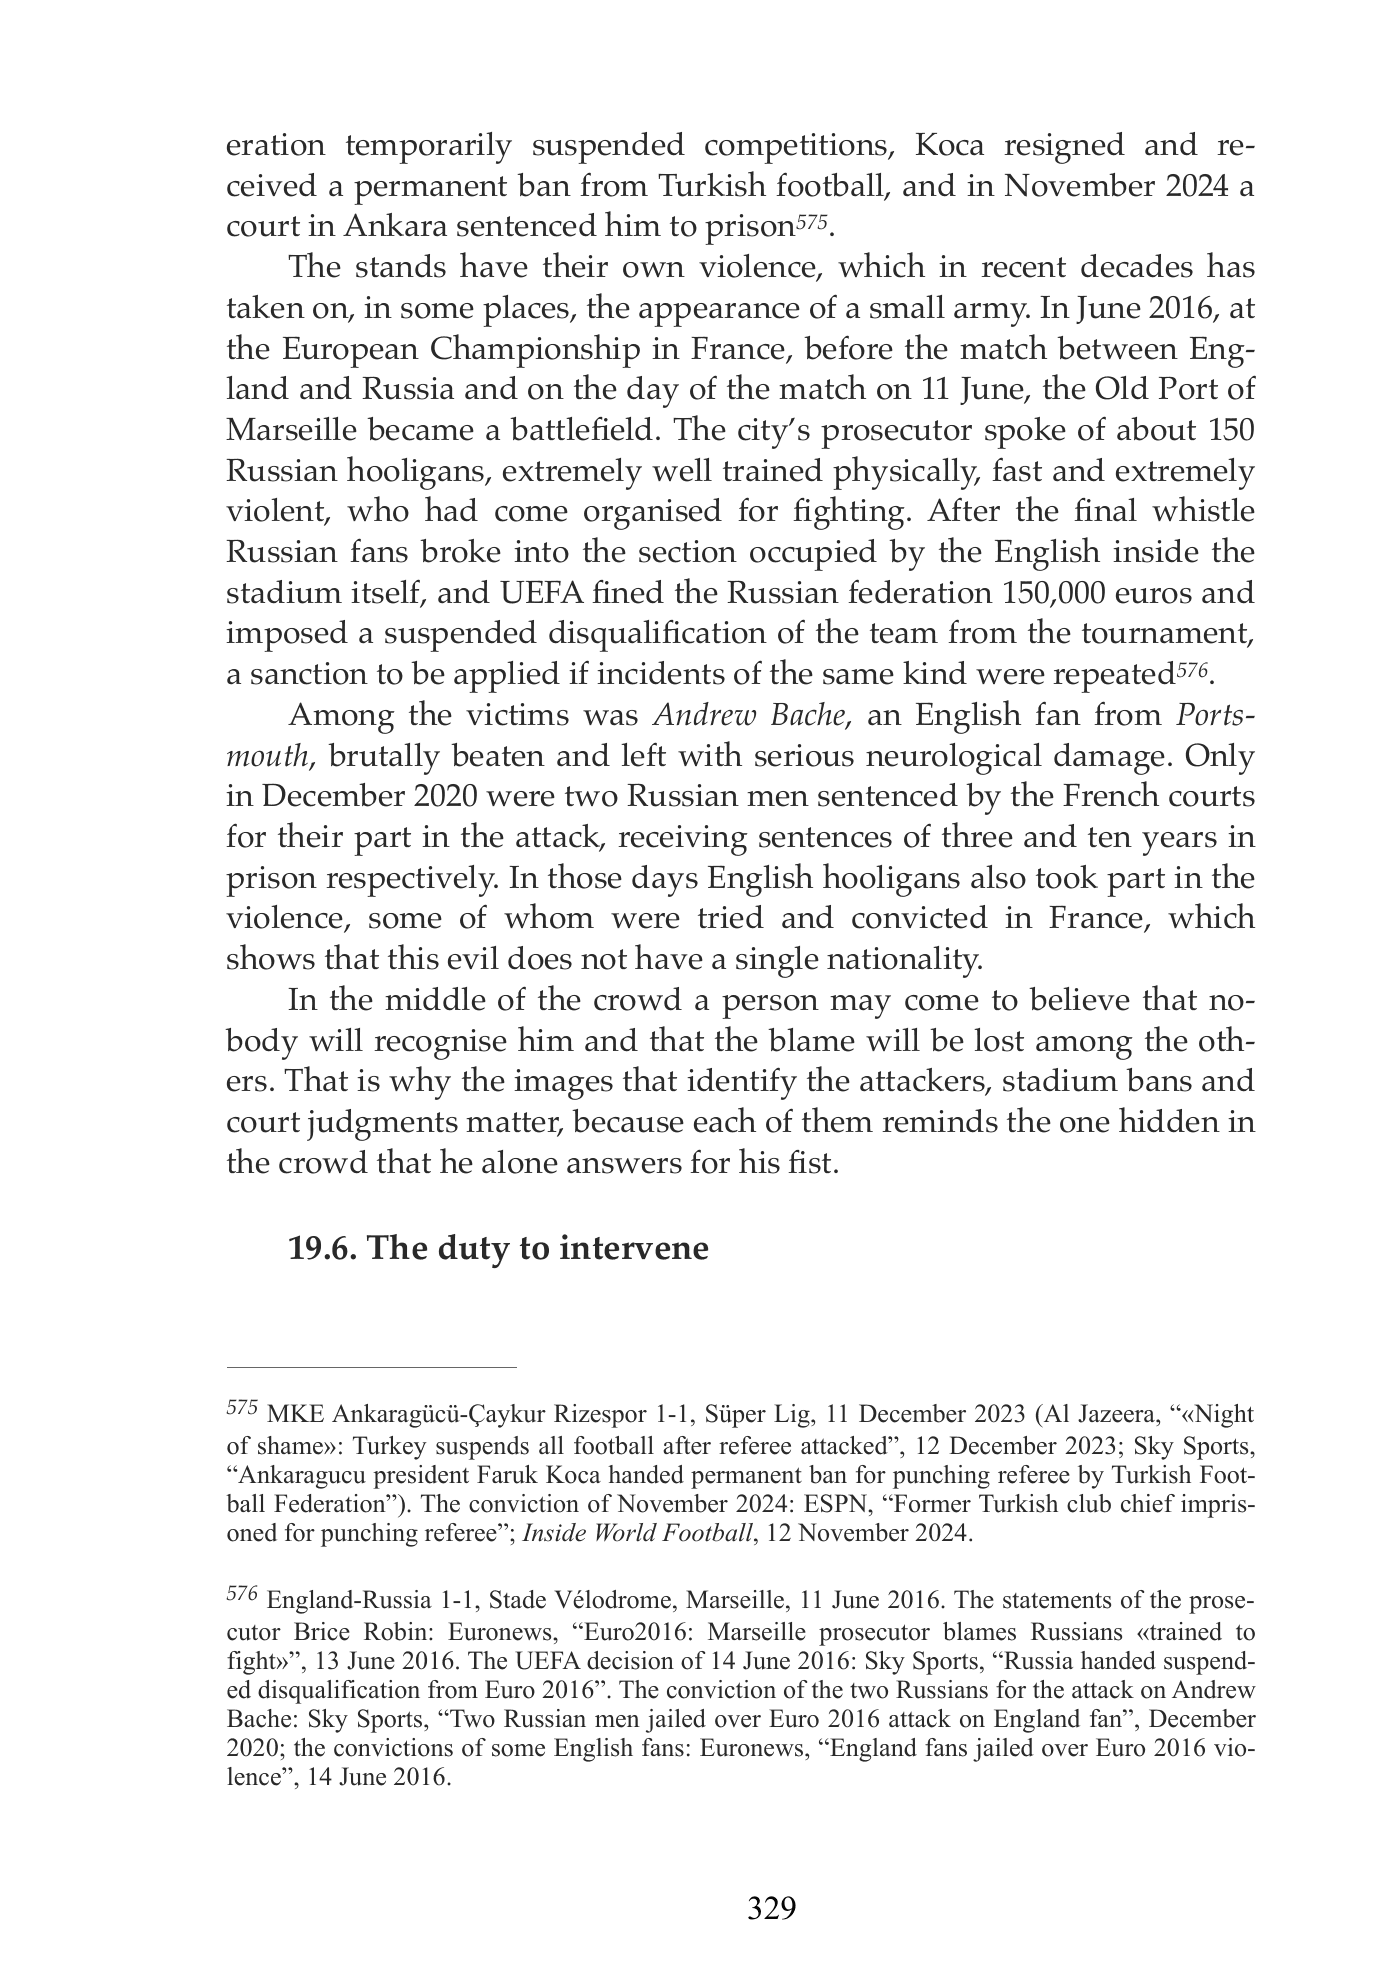 eration temporarily suspended competitions, Koca resigned and re-
ceived a permanent ban from Turkish football, and in November 2024 a
court in Ankara sentenced him to prison575.
The stands have their own violence, which in recent decades has
taken on, in some places, the appearance of a small army. In June 2016, at
the European Championship in France, before the match between Eng-
land and Russia and on the day of the match on 11 June, the Old Port of
Marseille became a battlefield. The city’s prosecutor spoke of about 150
Russian hooligans, extremely well trained physically, fast and extremely
violent, who had come organised for fighting. After the final whistle
Russian fans broke into the section occupied by the English inside the
stadium itself, and UEFA fined the Russian federation 150,000 euros and
imposed a suspended disqualification of the team from the tournament,
a sanction to be applied if incidents of the same kind were repeated576.
Among the victims was Andrew Bache, an English fan from Ports-
mouth, brutally beaten and left with serious neurological damage. Only
in December 2020 were two Russian men sentenced by the French courts
for their part in the attack, receiving sentences of three and ten years in
prison respectively. In those days English hooligans also took part in the
violence, some of whom were tried and convicted in France, which
shows that this evil does not have a single nationality.
In the middle of the crowd a person may come to believe that no-
body will recognise him and that the blame will be lost among the oth-
ers. That is why the images that identify the attackers, stadium bans and
court judgments matter, because each of them reminds the one hidden in
the crowd that he alone answers for his fist.
19.6. The duty to intervene
575 MKE Ankaragücü-Çaykur Rizespor 1-1, Süper Lig, 11 December 2023 (Al Jazeera, “«Night
of shame»: Turkey suspends all football after referee attacked”, 12 December 2023; Sky Sports,
“Ankaragucu president Faruk Koca handed permanent ban for punching referee by Turkish Foot-
ball Federation”). The conviction of November 2024: ESPN, “Former Turkish club chief impris-
oned for punching referee”; Inside World Football, 12 November 2024.
576 England-Russia 1-1, Stade Vélodrome, Marseille, 11 June 2016. The statements of the prose-
cutor Brice Robin: Euronews, “Euro2016: Marseille prosecutor blames Russians «trained to
fight»”, 13 June 2016. The UEFA decision of 14 June 2016: Sky Sports, “Russia handed suspend-
ed disqualification from Euro 2016”. The conviction of the two Russians for the attack on Andrew
Bache: Sky Sports, “Two Russian men jailed over Euro 2016 attack on England fan”, December
2020; the convictions of some English fans: Euronews, “England fans jailed over Euro 2016 vio-
lence”, 14 June 2016.
329